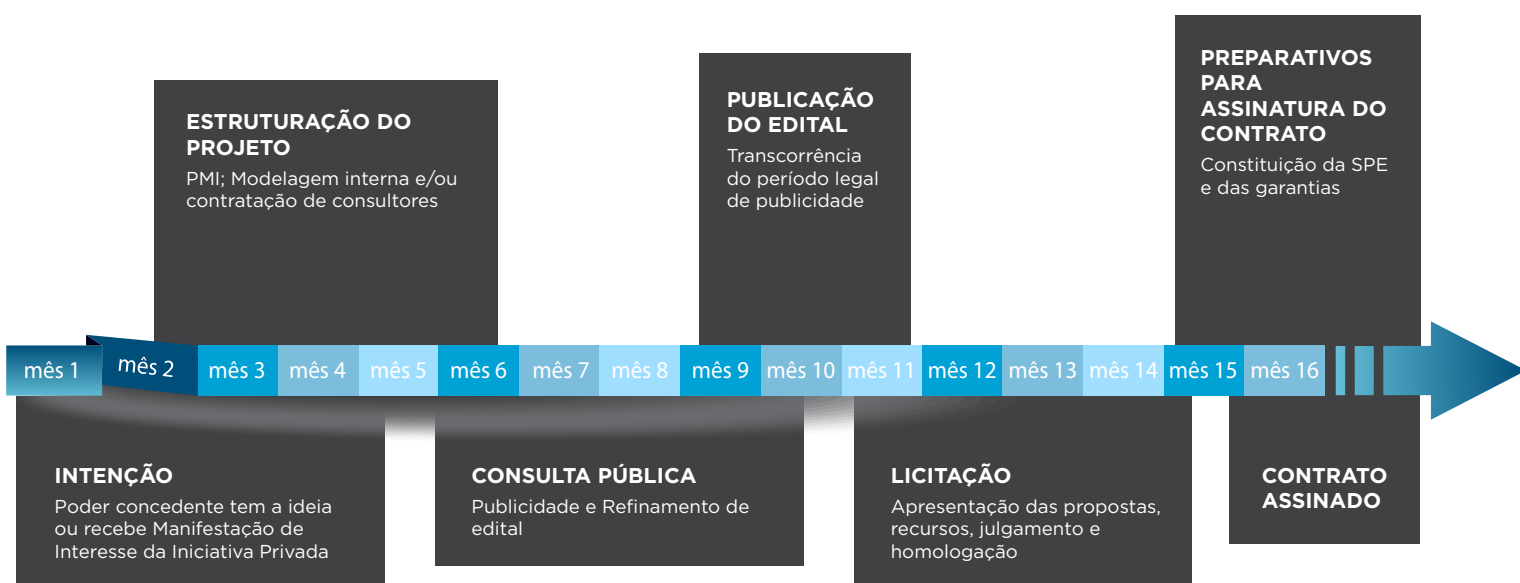 ESTRUTURAÇÃO DO
PROJETO
PMI; Modelagem interna e/ou
contratação de consultores
PUBLICAÇÃO
DO EDITAL
Transcorrência
do período legal
de publicidade
PREPARATIVOS
PARA
ASSINATURA DO
CONTRATO
Constituição da SPE
e das garantias
mês 1 mês 2 mês 3 mês 4 mês 5 mês 6 mês 7 mês 8 mês 9 mês 10 mês 11 mês 12 mês 13 mês 14 mês 15 mês 16
INTENÇÃO
Poder concedente tem a ideia
ou recebe Manifestação de
Interesse da Iniciativa Privada
CONSULTA PÚBLICA
Publicidade e Refinamento de
edital
LICITAÇÃO
Apresentação das propostas,
recursos, julgamento e
homologação
CONTRATO
ASSINADO